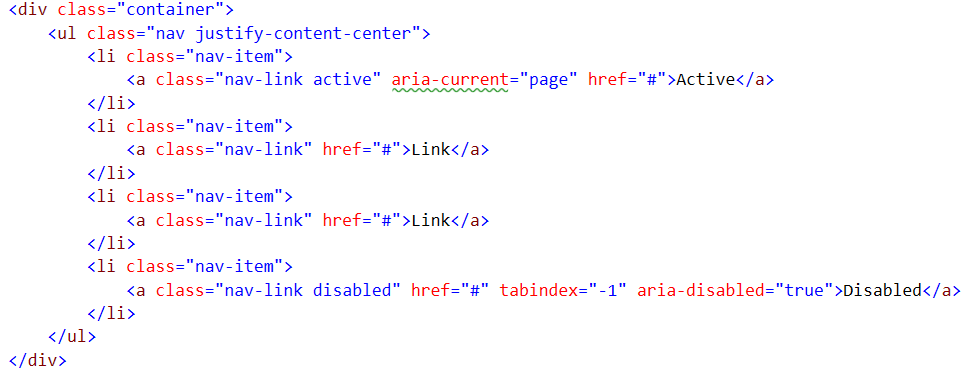 <div class="container">
    <ul class="nav justify-content-center">
        <li class="nav-item">
            <a class="nav-link active" aria-current="page" href="#">Active</a>
        </li>
        <li class="nav-item">
            <a class="nav-link" href="#">Link</a>
        </li>
        <li class="nav-item">
            <a class="nav-link" href="#">Link</a>
        </li>
        <li class="nav-item">
            <a class="nav-link disabled" href="#" tabindex="-1" aria-disabled="true">Disabled</a>
        </li>
    </ul>
</div>